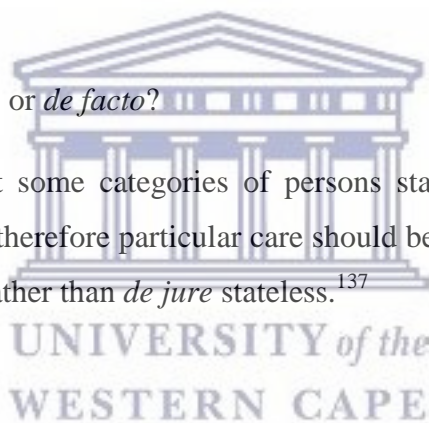 or de facto?
some categories of persons sta
therefore particular care should be
ather than de jure stateless.137
UNIVERSITY of the
WESTERN CAPE